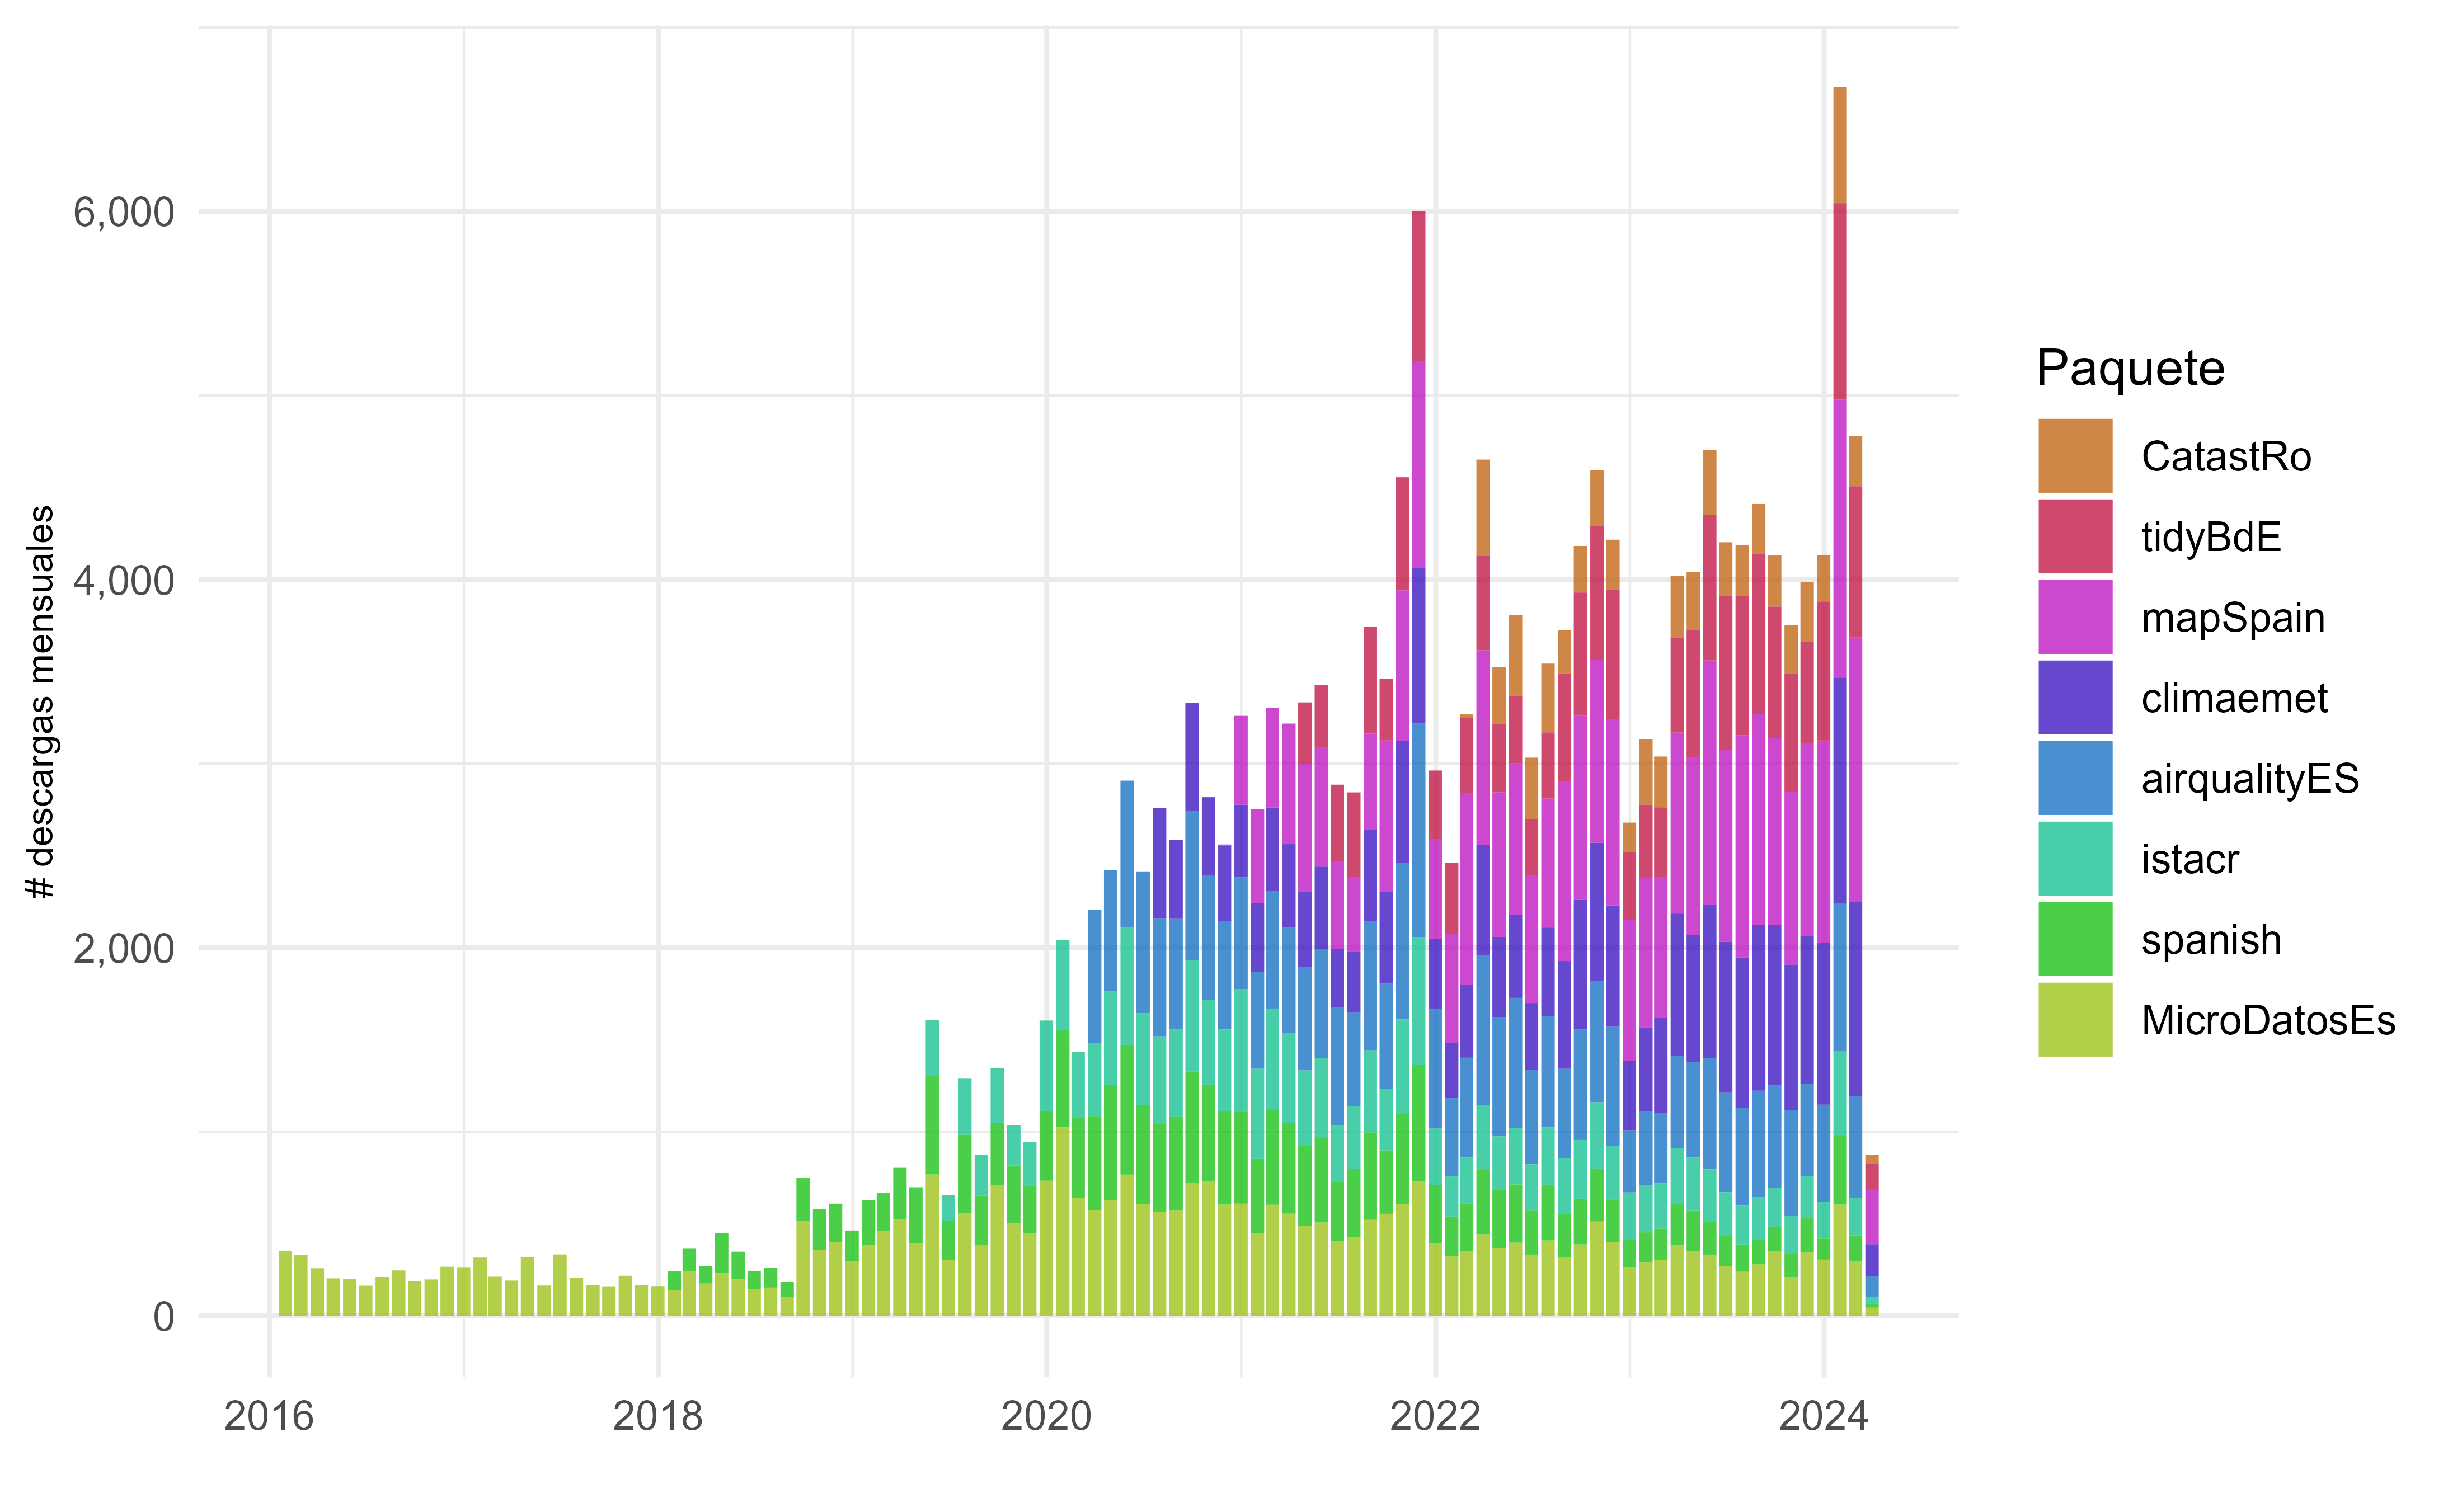 # descargas mensuales
6,000
4,000
2,000
0
2016
2018
2020
2022
2024
Paquete
CatastRo
tidyBdE
mapSpain
climaemet
airqualityES
istacr
spanish
MicroDatosEs